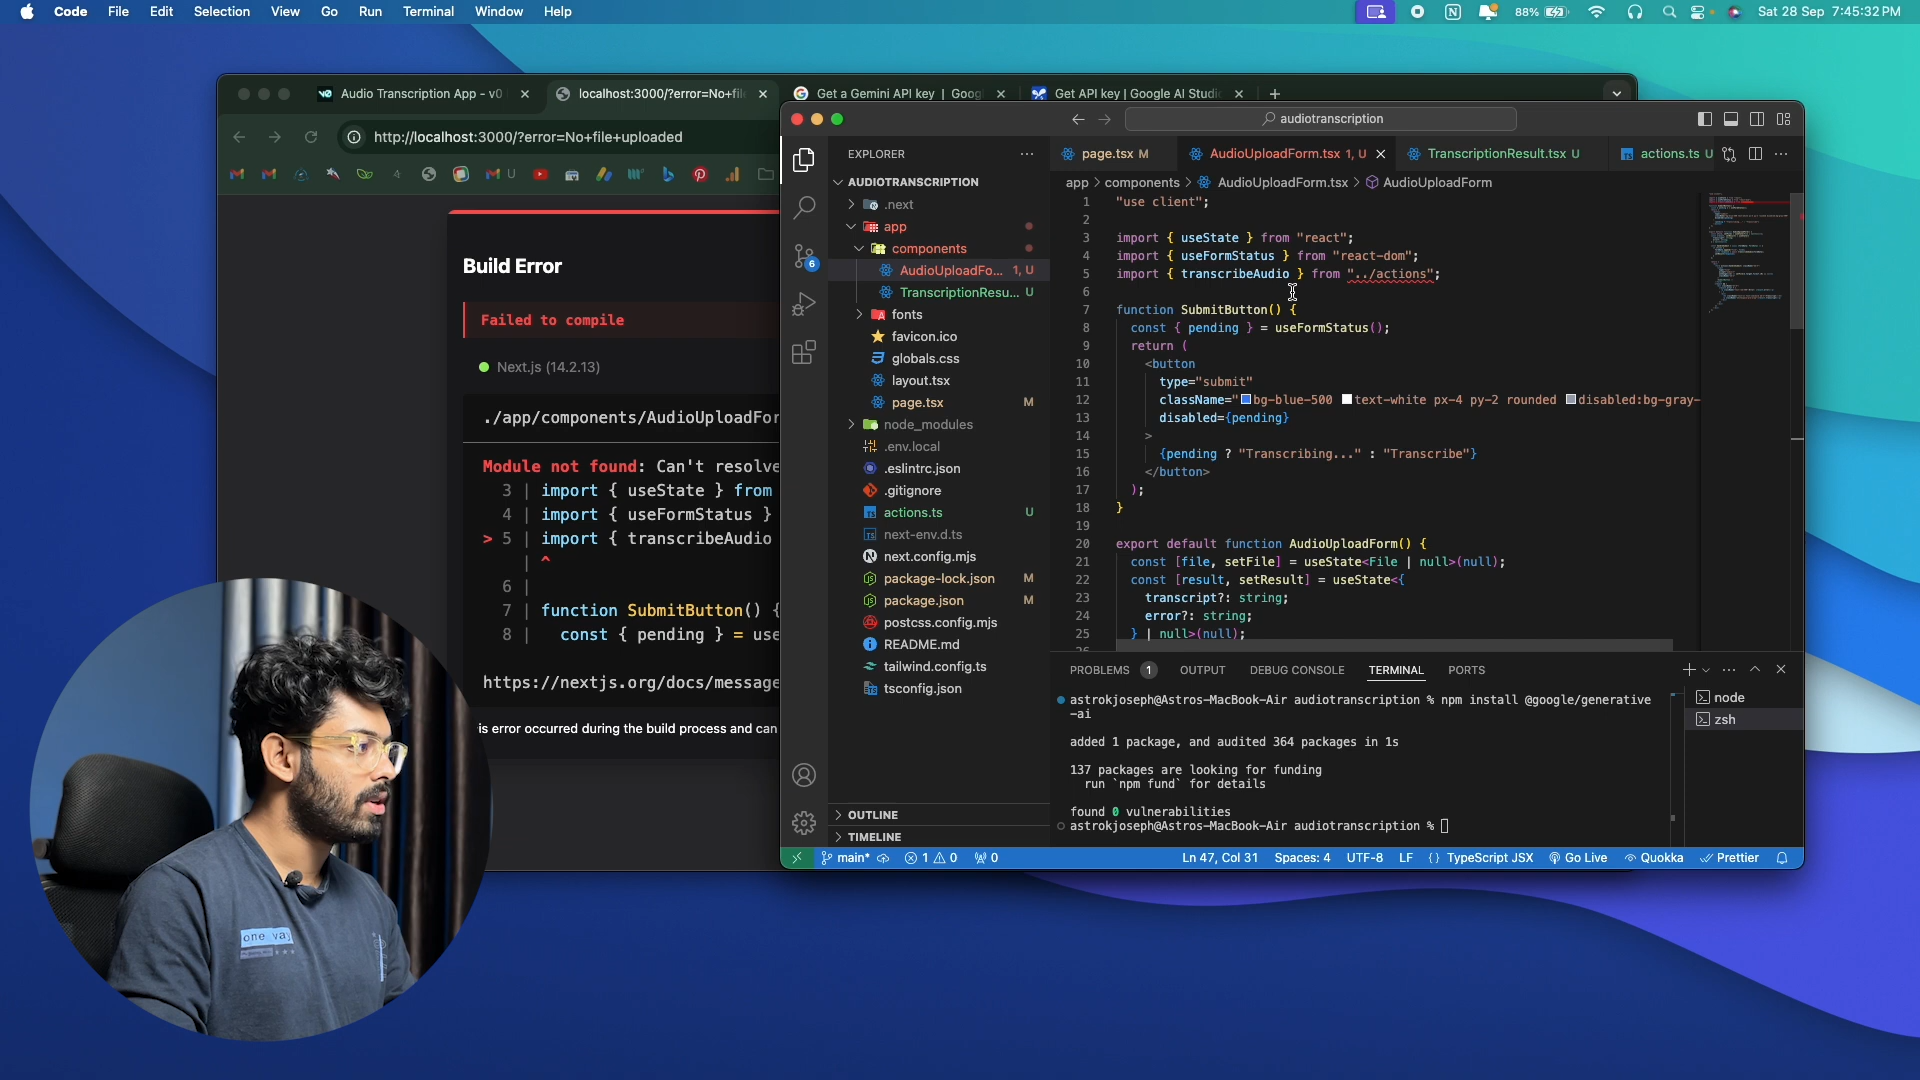 Code File Edit Selection View Go Run Terminal Window Help
88% Sat 28 Sep 7:45:32 PM
Audio Transcription App - v0
localhost:3000/?error=No+fil
Get a Gemini API key | Goog
Get API key | Google AI Studi
http://localhost:3000/?error=No+file+uploaded
U
Build Error
Failed to compile
Next.js (14.2.13)
./app/components/AudioUploadFor
Module not found: Can't resolve
3 | import { useState } from
4 | import { useFormStatus }
> 5 | import { transcribeAudio
| ^
6 |
7 | function SubmitButton() {
8 | const { pending } = use
https://nextjs.org/docs/message
is error occurred during the build process and can
audiotranscription
EXPLORER
AUDIOTRANSCRIPTION
.next
app
components
AudioUploadFo... 1, U
TranscriptionResu... U
fonts
favicon.ico
globals.css
layout.tsx
page.tsx M
node_modules
.env.local
.eslintrc.json
.gitignore
actions.ts U
next-env.d.ts
next.config.mjs
package-lock.json M
package.json M
postcss.config.mjs
README.md
tailwind.config.ts
tsconfig.json
OUTLINE
TIMELINE
6
page.tsx M
AudioUploadForm.tsx 1, U
TranscriptionResult.tsx U
actions.ts U
app > components > AudioUploadForm.tsx > AudioUploadForm
1 "use client";
2
3 import { useState } from "react";
4 import { useFormStatus } from "react-dom";
5 import { transcribeAudio } from "../actions";
6
7 function SubmitButton() {
8 const { pending } = useFormStatus();
9 return (
10 <button
11 type="submit"
12 className="bg-blue-500 text-white px-4 py-2 rounded disabled:bg-gray-
13 disabled={pending}
14 >
15 {pending ? "Transcribing..." : "Transcribe"}
16 </button>
17 );
18 }
19
20 export default function AudioUploadForm() {
21 const [file, setFile] = useState<File | null>(null);
22 const [result, setResult] = useState<{
23 transcript?: string;
24 error?: string;
25 } | null>(null);
26
PROBLEMS 1 OUTPUT DEBUG CONSOLE TERMINAL PORTS
astrokjoseph@Astros-MacBook-Air audiotranscription % npm install @google/generative
-ai
added 1 package, and audited 364 packages in 1s
137 packages are looking for funding
run `npm fund` for details
found 0 vulnerabilities
astrokjoseph@Astros-MacBook-Air audiotranscription %
node
zsh
main* 1 0 0 Ln 47, Col 31 Spaces: 4 UTF-8 LF {} TypeScript JSX Go Live Quokka Prettier
one way